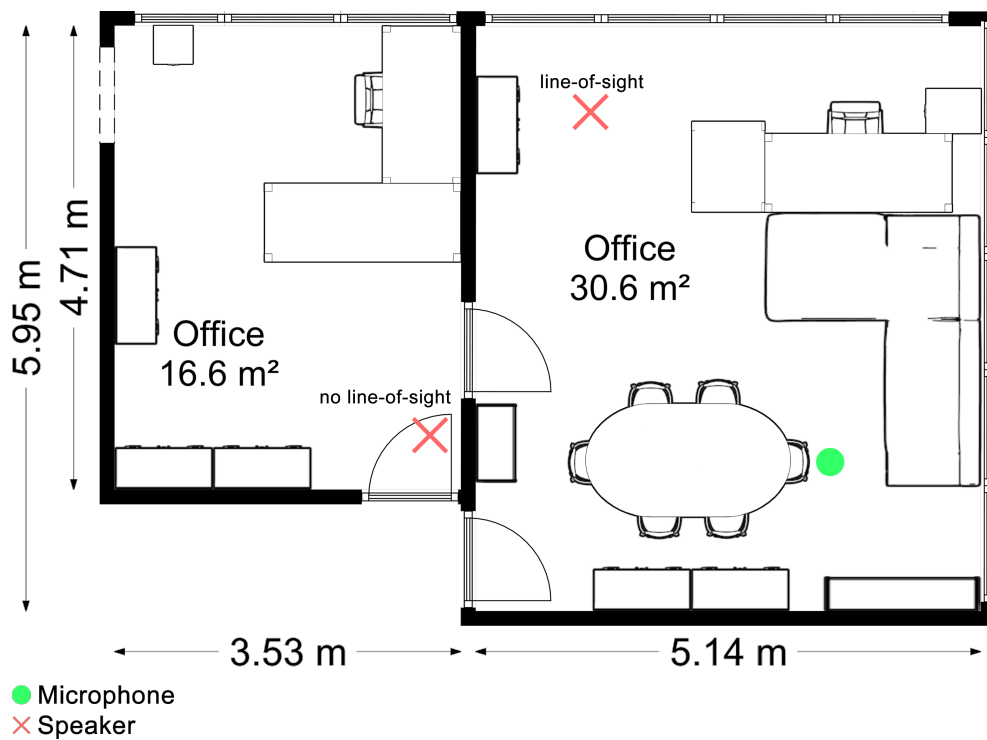 line-of-sight
Office
30.6 m²
4.71 m
5.95 m
Office
16.6 m²
no line-of-sight
3.53 m
5.14 m
Microphone
Speaker